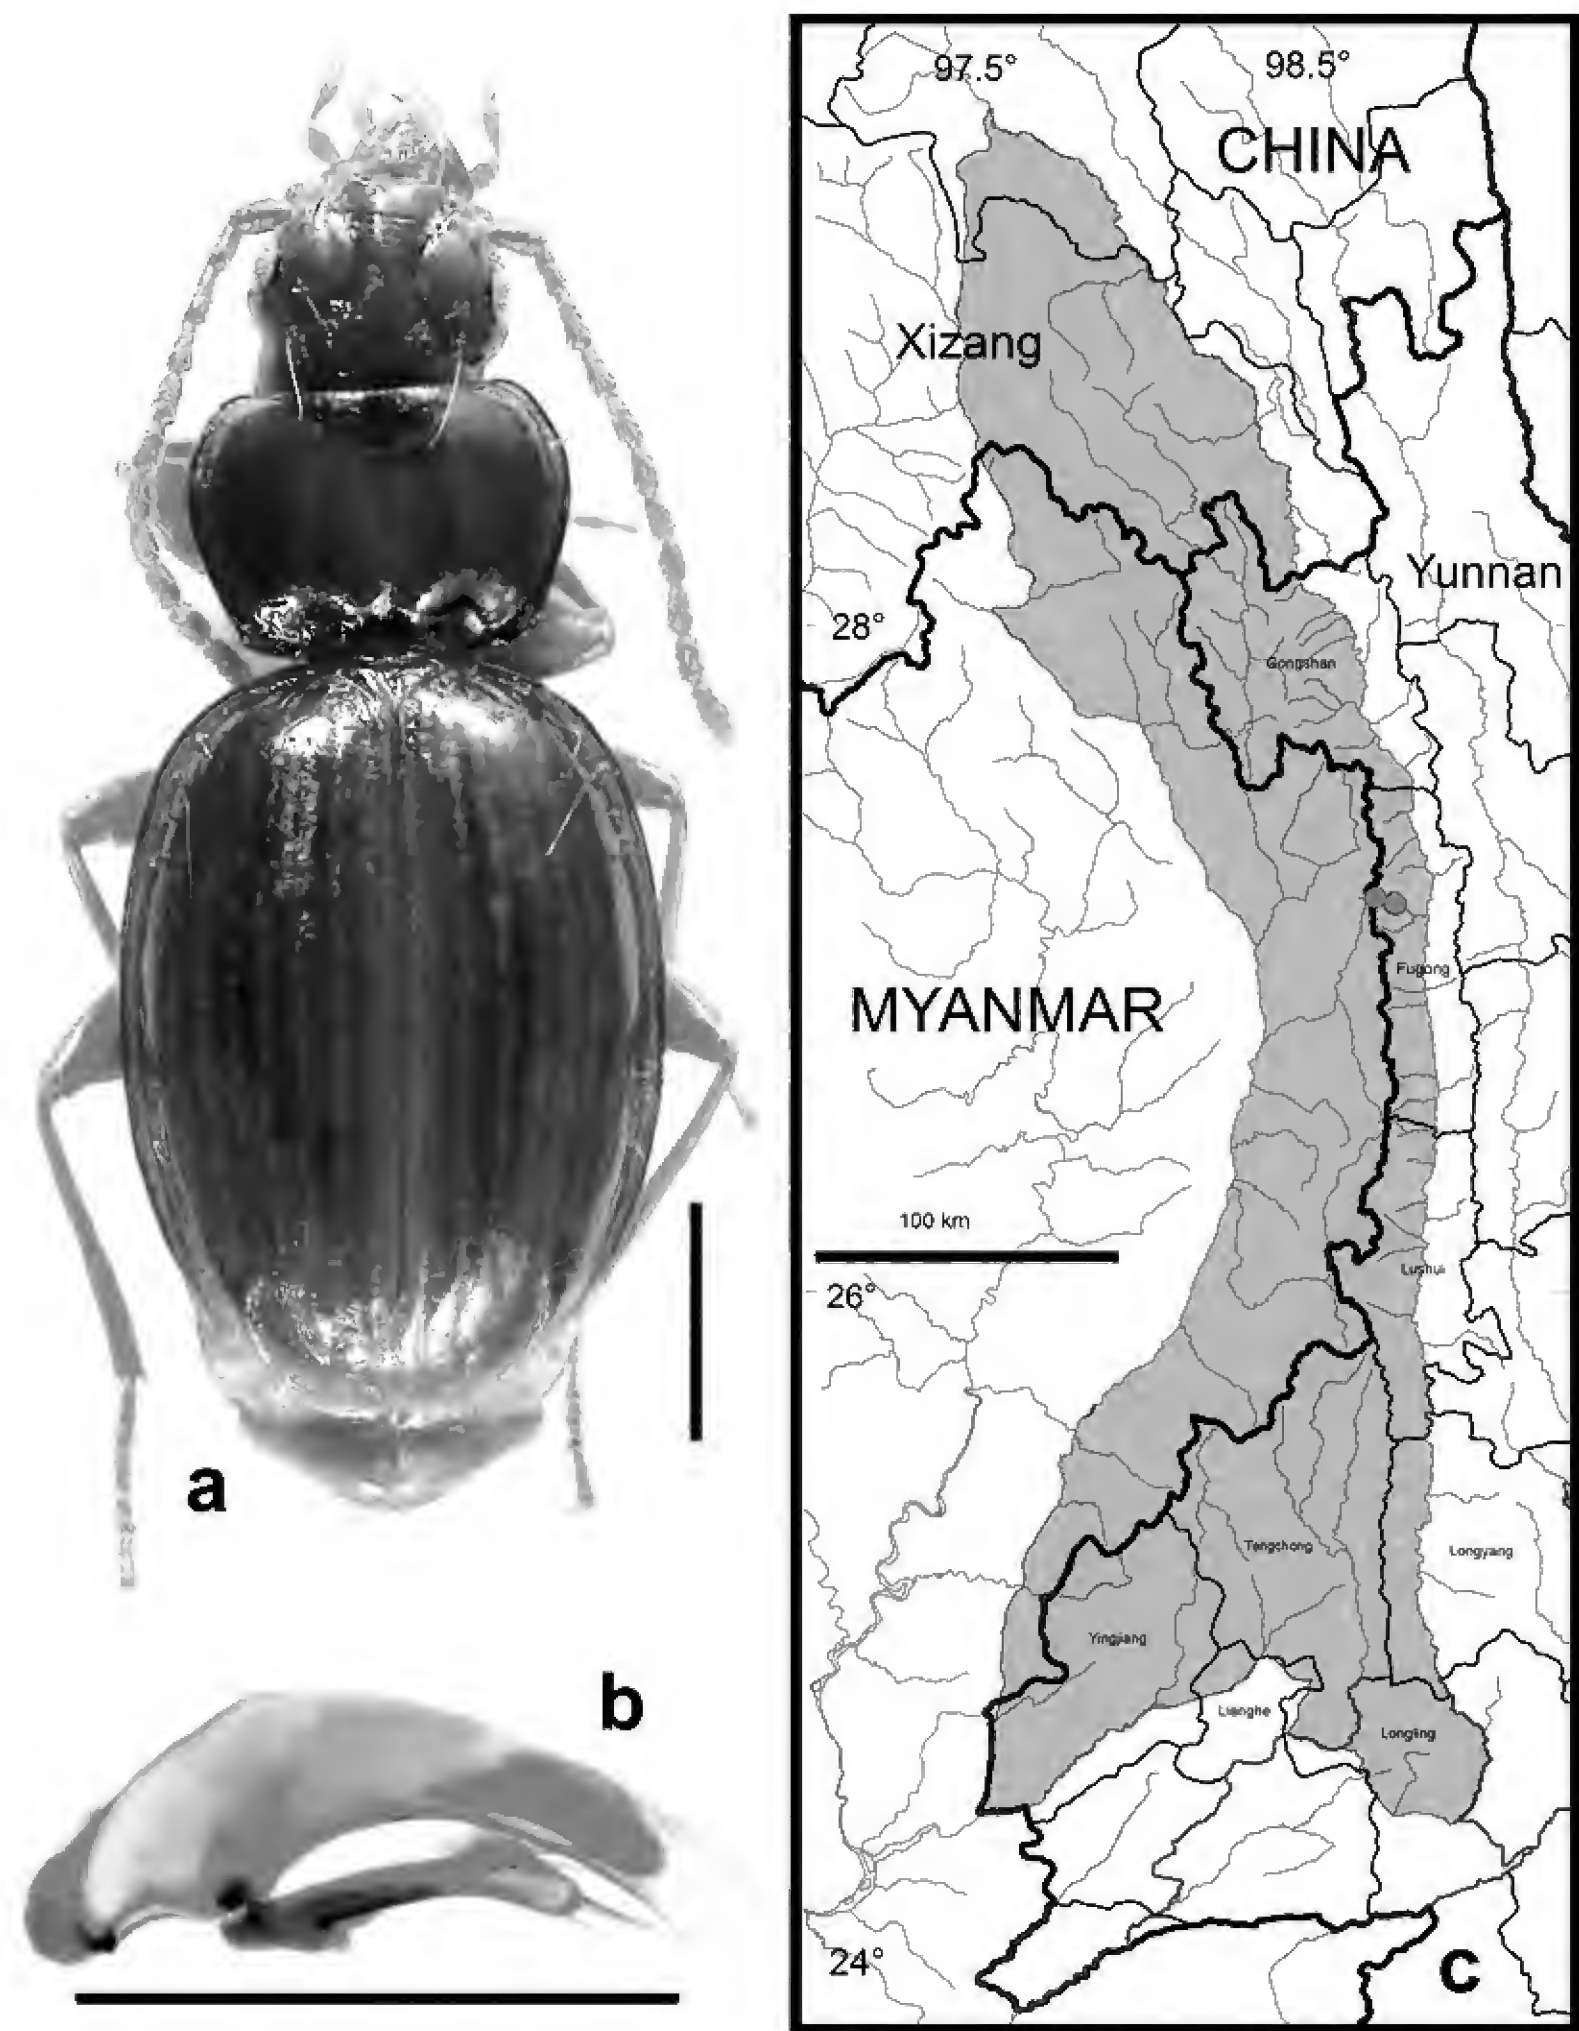 97.5°
98.5°
CHINA
Xizang
Yunnan
28°
Gongshan
Fugong
MYANMAR
100 km
Lushui
26°
a
Tengchong
Longyang
Yingjiang
b
Lianghe
Longling
24°
c